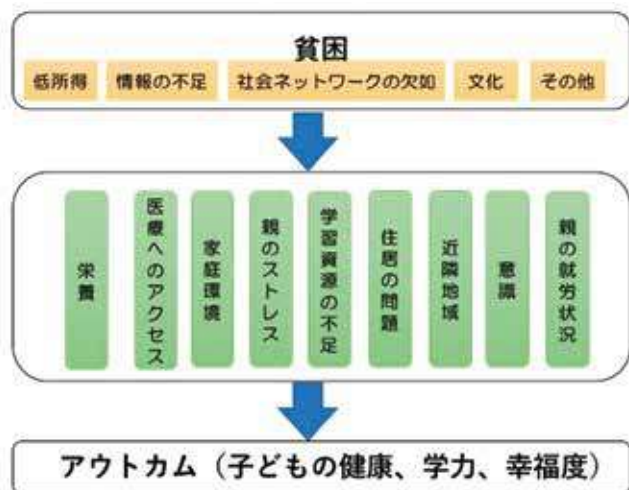 貧困
低所得
情報の不足
社会ネットワークの欠如
文化
その他
栄養
医療へのアクセス
家庭環境
親のストレス
学習資源の不足
住居の問題
近隣地域
意識
親の就労状況
アウトカム（子どもの健康、学力、幸福度）